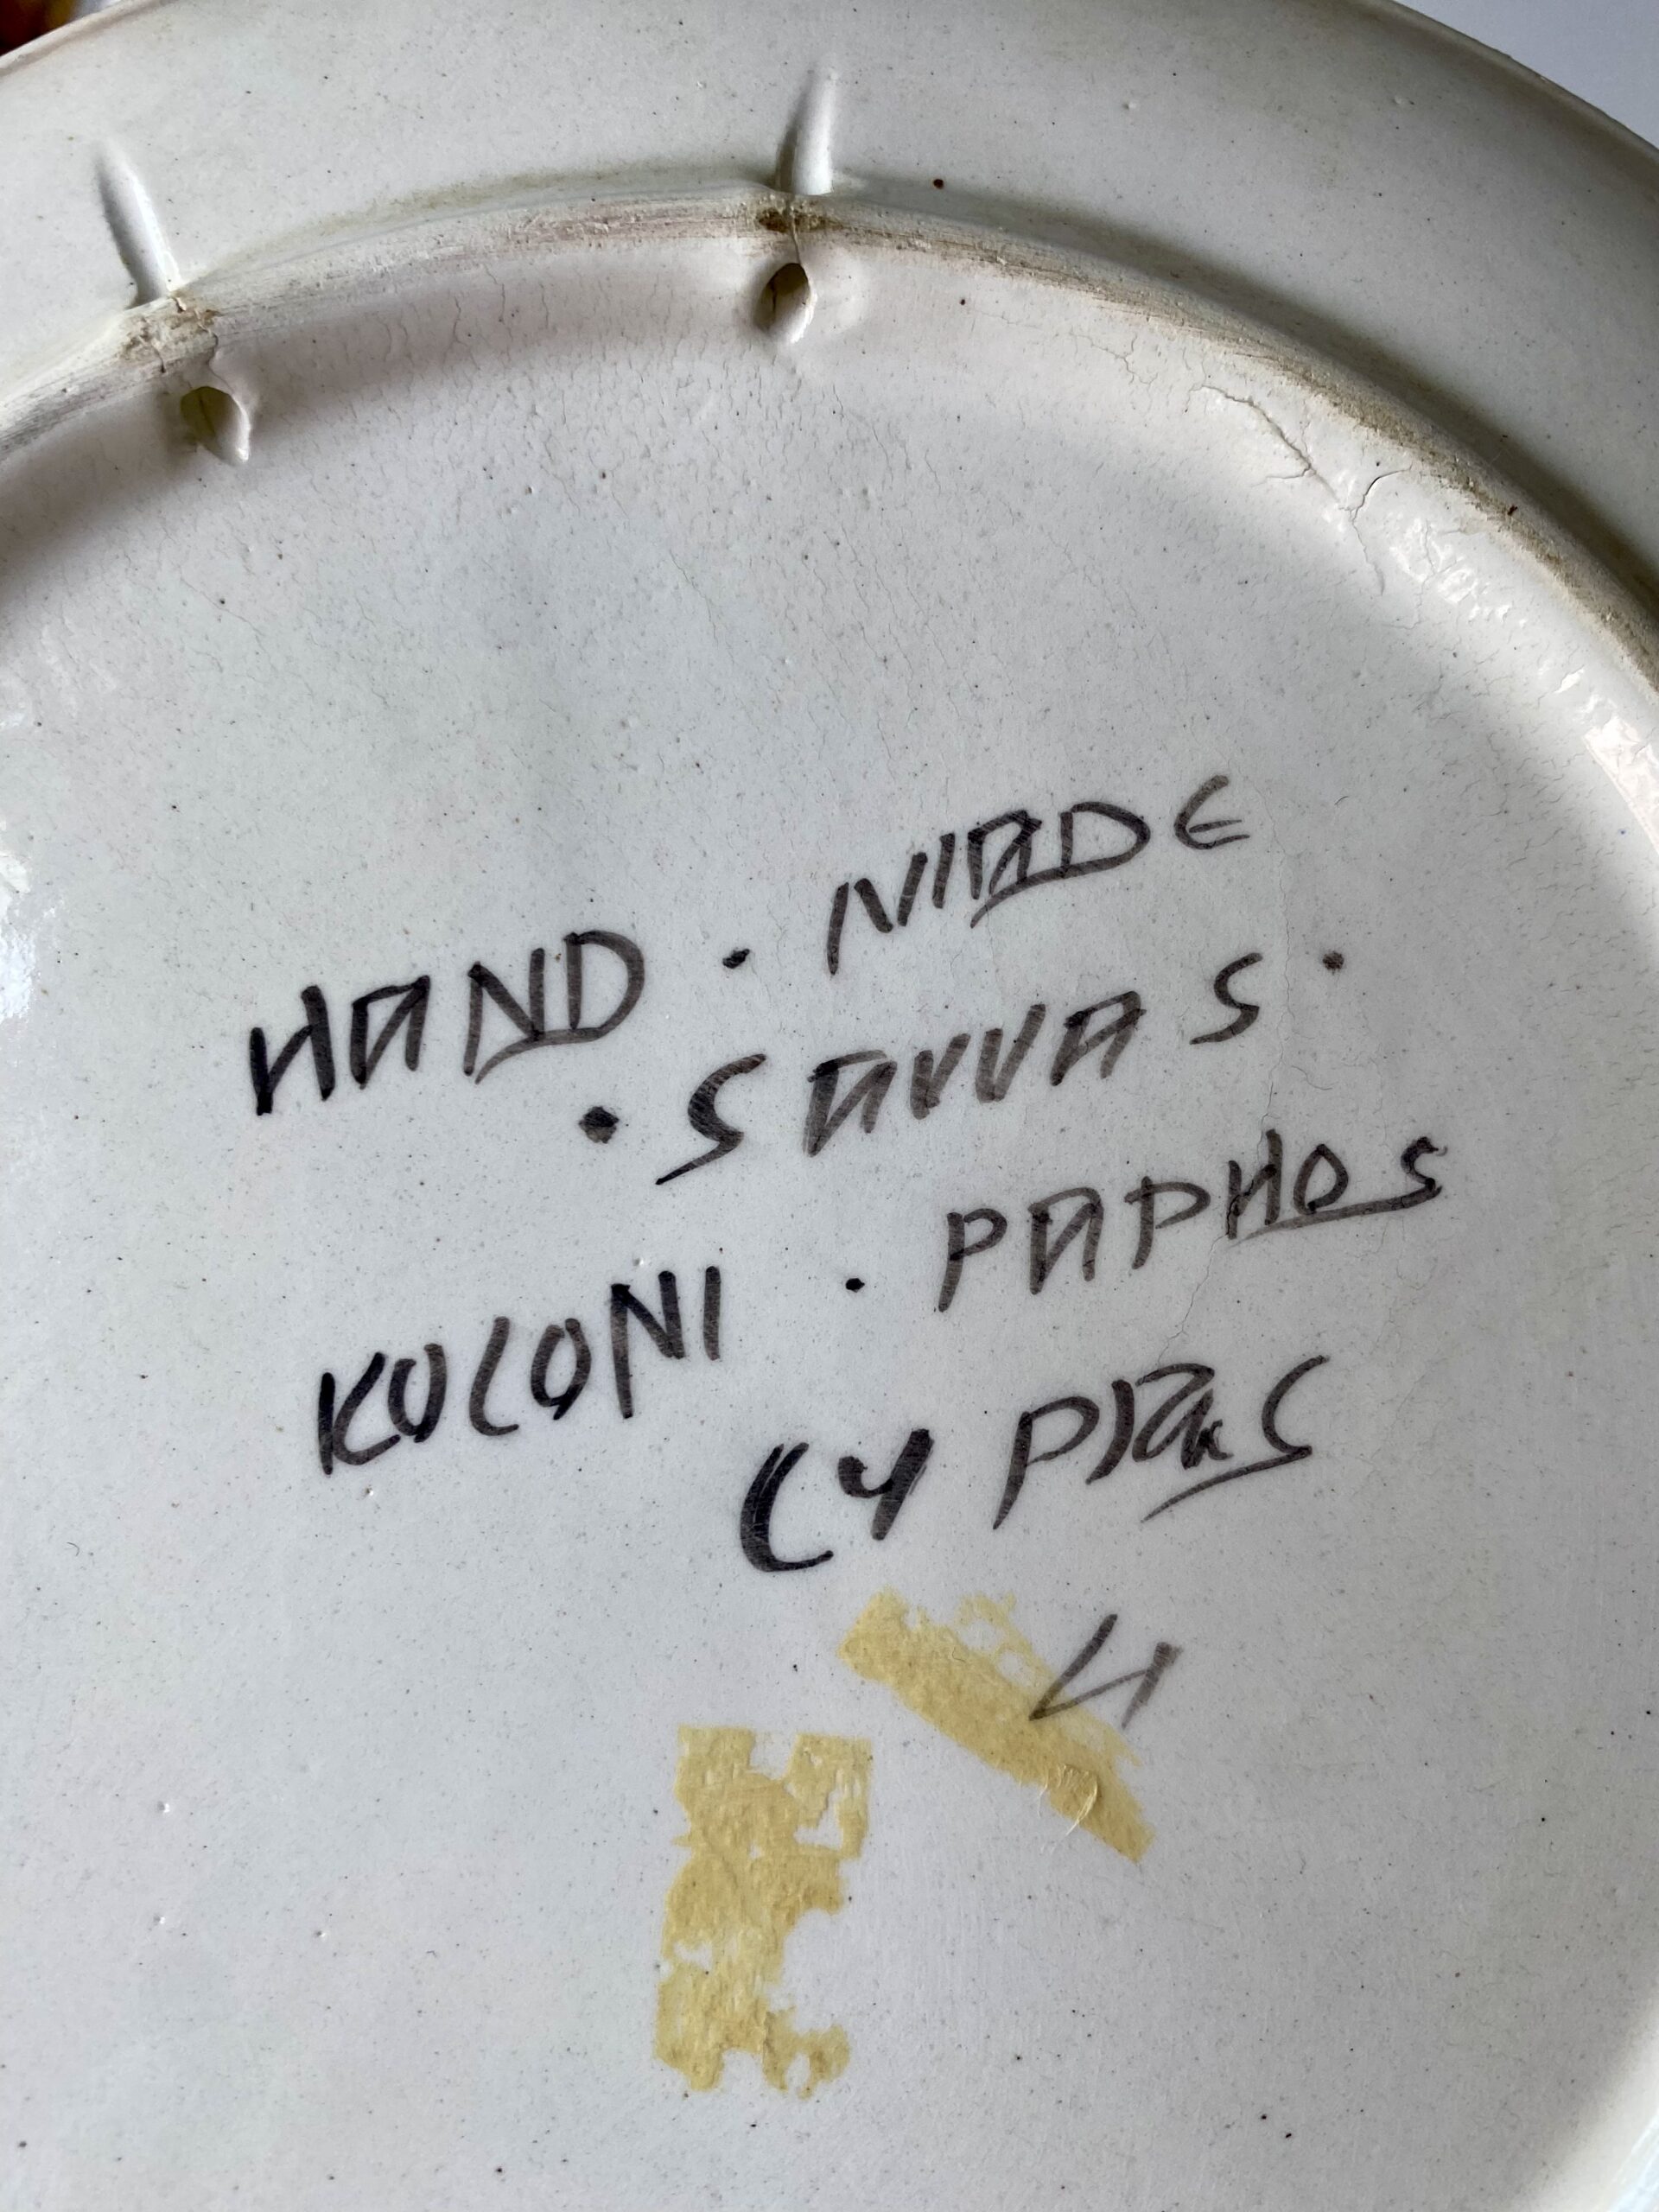 HAND · MADE
· SAVVAS ·
KOLONI · PAPHOS
CYPRUS